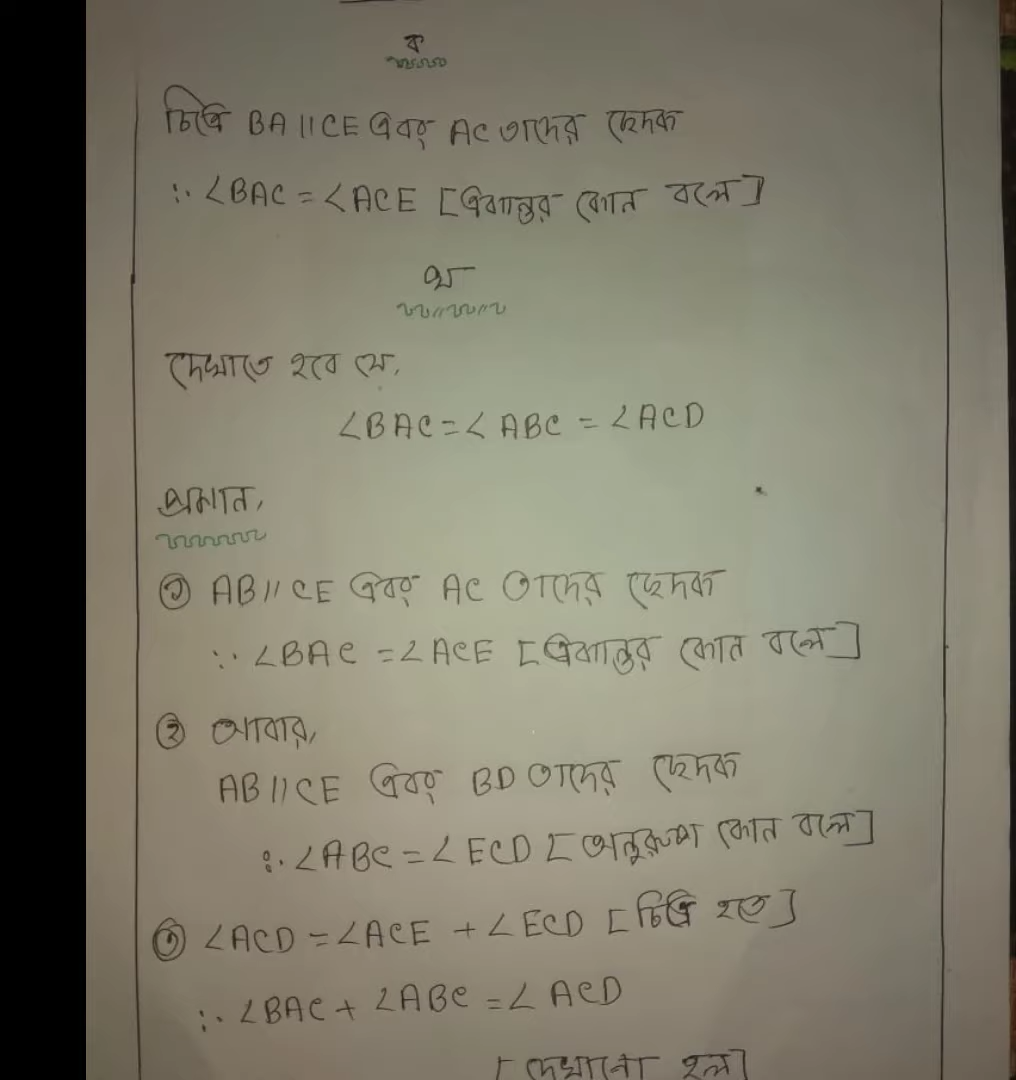 ক
চিত্রে BA || CE এবং AC তাদের ছেদক
∴ ∠BAC = ∠ACE [একান্তর কোন বলে]
খ
দেখাতে হবে যে,
∠BAC = ∠ABC = ∠ACD
প্রমান,
① AB // CE এবং AC তাদের ছেদক
∴ ∠BAC = ∠ACE [একান্তর কোন বলে]
② আবার,
AB // CE এবং BD তাদের ছেদক
∴ ∠ABC = ∠ECD [অনুরূপ কোন বলে]
③ ∠ACD = ∠ACE + ∠ECD [চিত্র হতে]
∴ ∠BAC + ∠ABC = ∠ACD
[দেখানো হল]